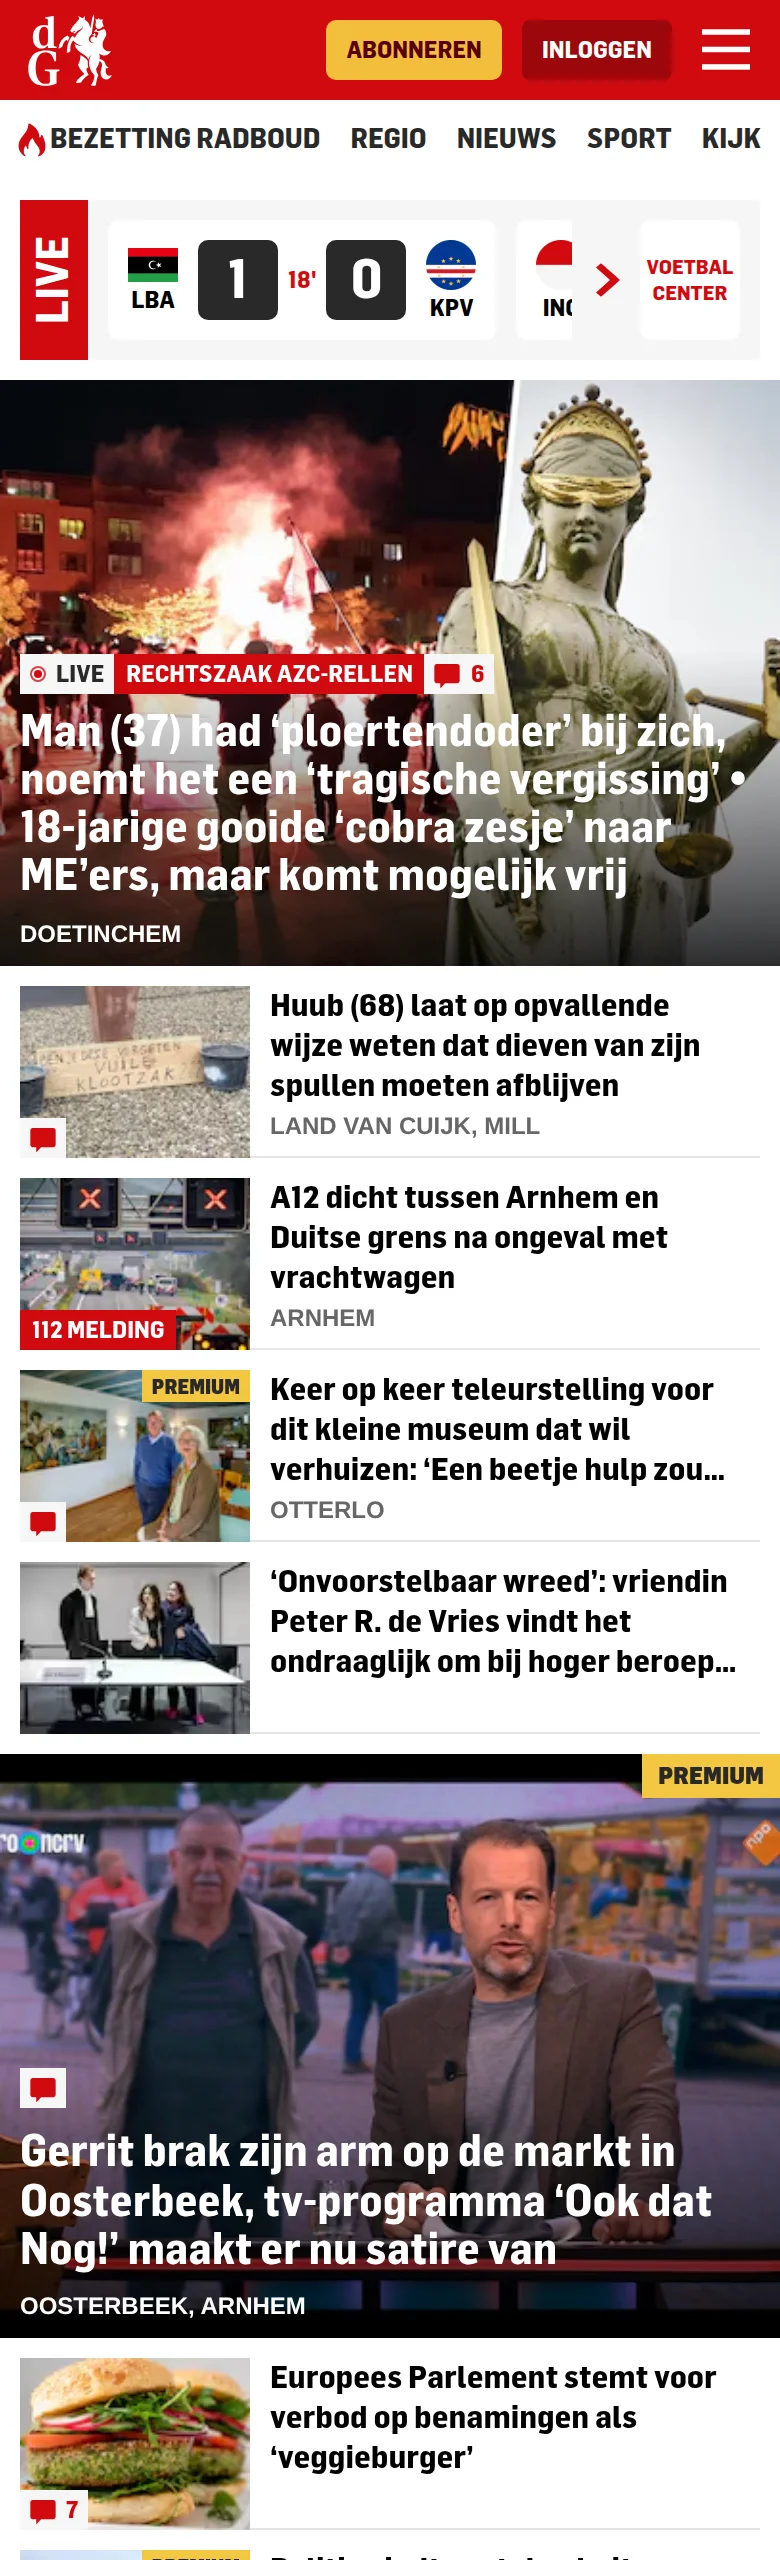 dG
ABONNEREN
INLOGGEN
BEZETTING RADBOUD REGIO NIEUWS SPORT KIJK
LIVE
LBA
1
18'
0
KPV
VOETBAL
CENTER
LIVE RECHTSZAAK AZC-RELLEN 6
Man (37) had ‘ploertendoder’ bij zich,
noemt het een ‘tragische vergissing’ •
18-jarige gooide ‘cobra zesje’ naar
ME’ers, maar komt mogelijk vrij
DOETINCHEM
VUILE
KLOOTZAK
Huub (68) laat op opvallende
wijze weten dat dieven van zijn
spullen moeten afblijven
LAND VAN CUIJK, MILL
112 MELDING
A12 dicht tussen Arnhem en
Duitse grens na ongeval met
vrachtwagen
ARNHEM
PREMIUM
Keer op keer teleurstelling voor
dit kleine museum dat wil
verhuizen: ‘Een beetje hulp zou...
OTTERLO
‘Onvoorstelbaar wreed’: vriendin
Peter R. de Vries vindt het
ondraaglijk om bij hoger beroep...
PREMIUM
ncrv
npo
Gerrit brak zijn arm op de markt in
Oosterbeek, tv-programma ‘Ook dat
Nog!’ maakt er nu satire van
OOSTERBEEK, ARNHEM
7
Europees Parlement stemt voor
verbod op benamingen als
‘veggieburger’